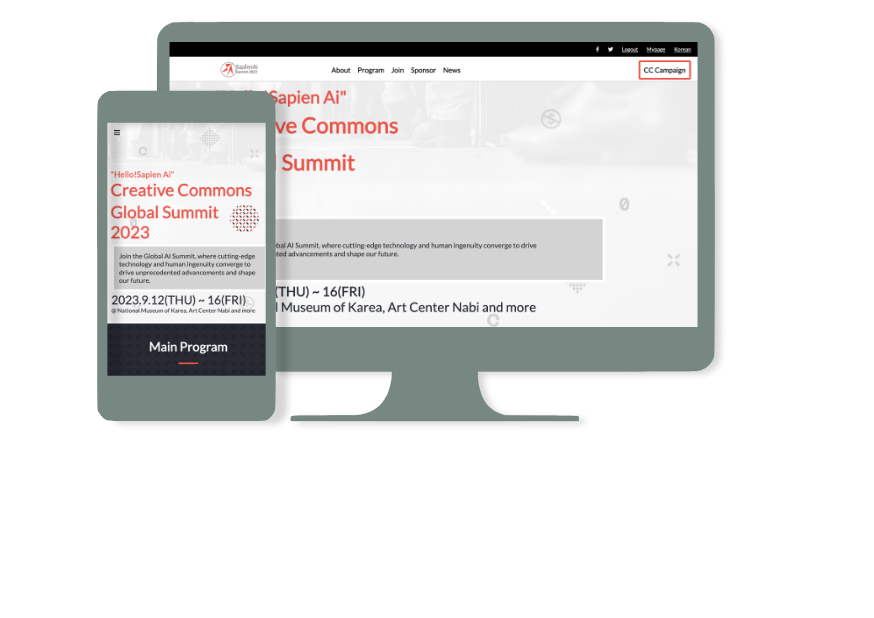 Logout Mypage Korean
SapienAi
Summit 2023
About Program Join Sponsor News
CC Campaign
Sapien Ai"
ve Commons
Summit
bal AI Summit, where cutting-edge technology and human ingenuity converge to drive
ted advancements and shape our future.
(THU) ~ 16(FRI)
l Museum of Karea, Art Center Nabi and more
"Hello!Sapien Ai"
Creative Commons
Global Summit
2023
Join the Global AI Summit, where cutting-edge
technology and human ingenuity converge to
drive unprecedented advancements and shape
our future.
2023,9.12(THU) ~ 16(FRI)
@ National Museum of Karea, Art Center Nabi and more
Main Program